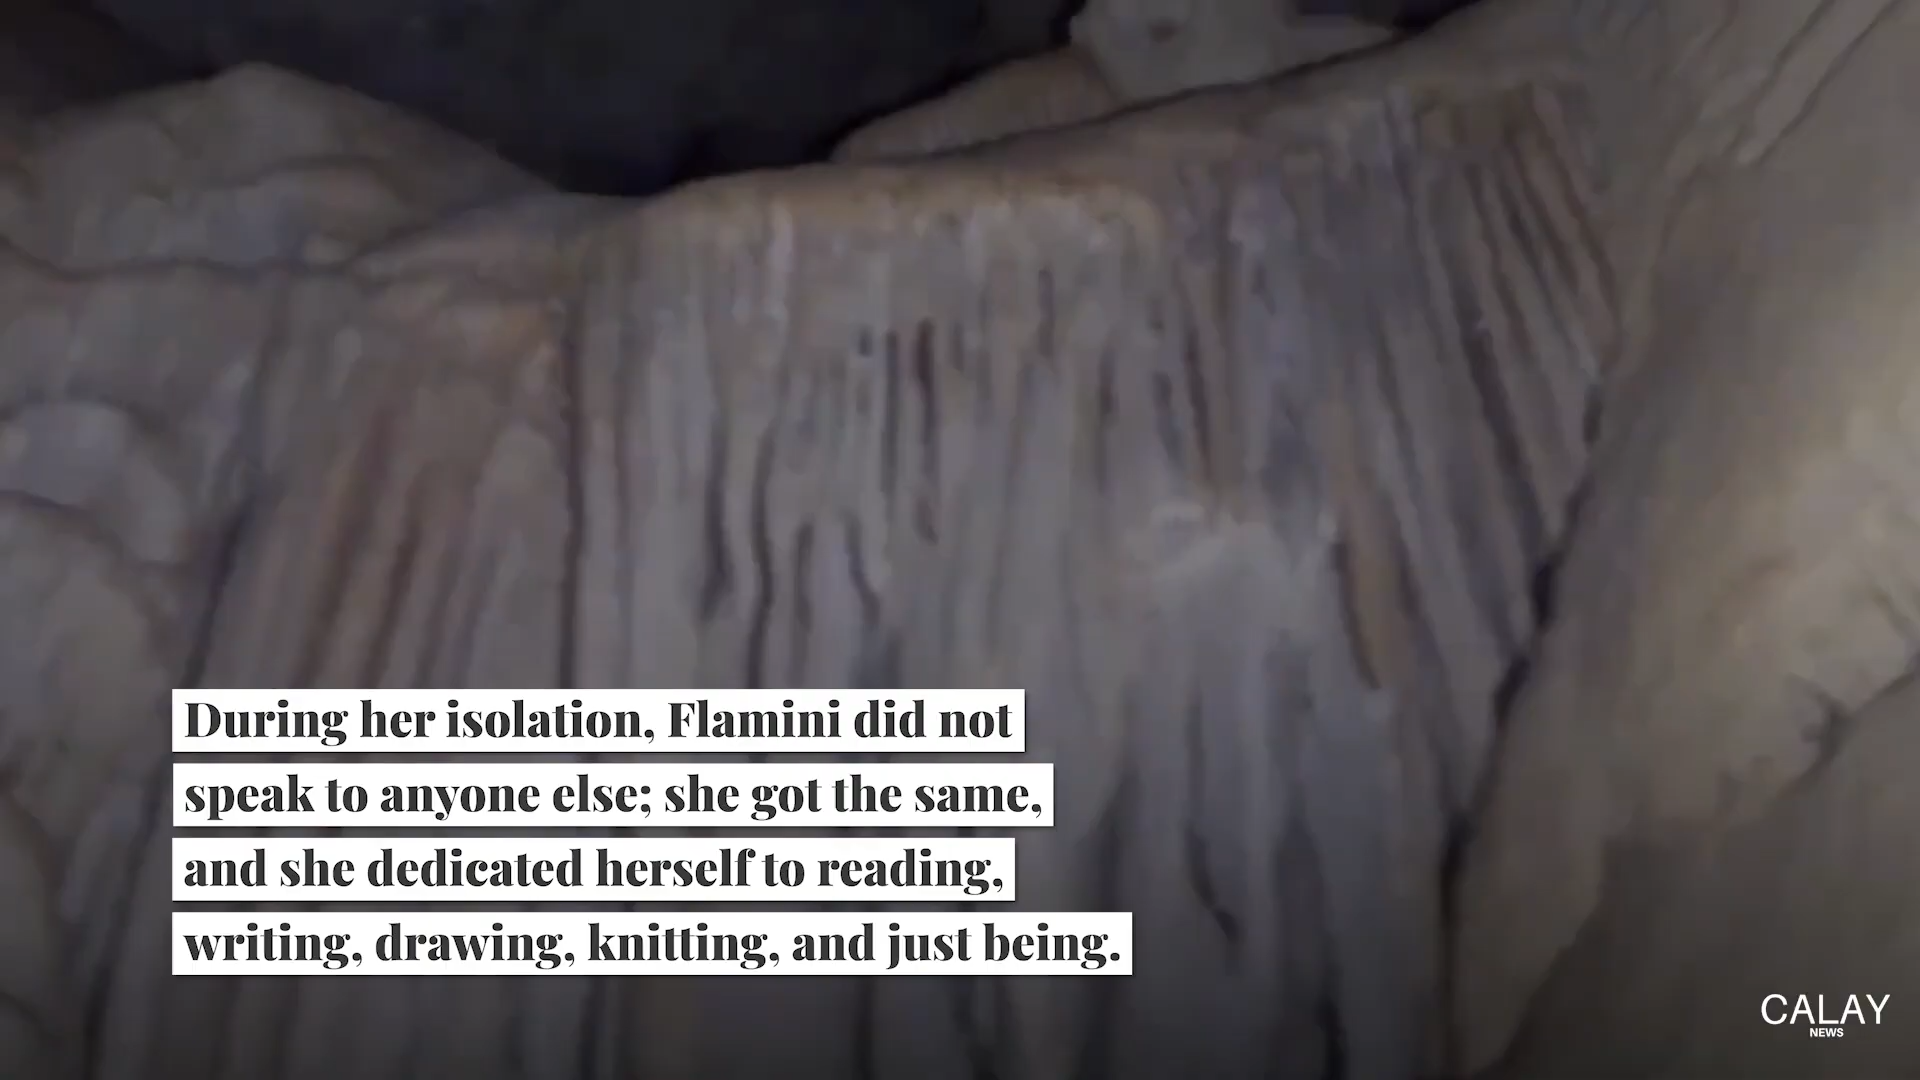 During her isolation, Flamini did not
speak to anyone else; she got the same,
and she dedicated herself to reading,
writing, drawing, knitting, and just being.
CALAY
NEWS